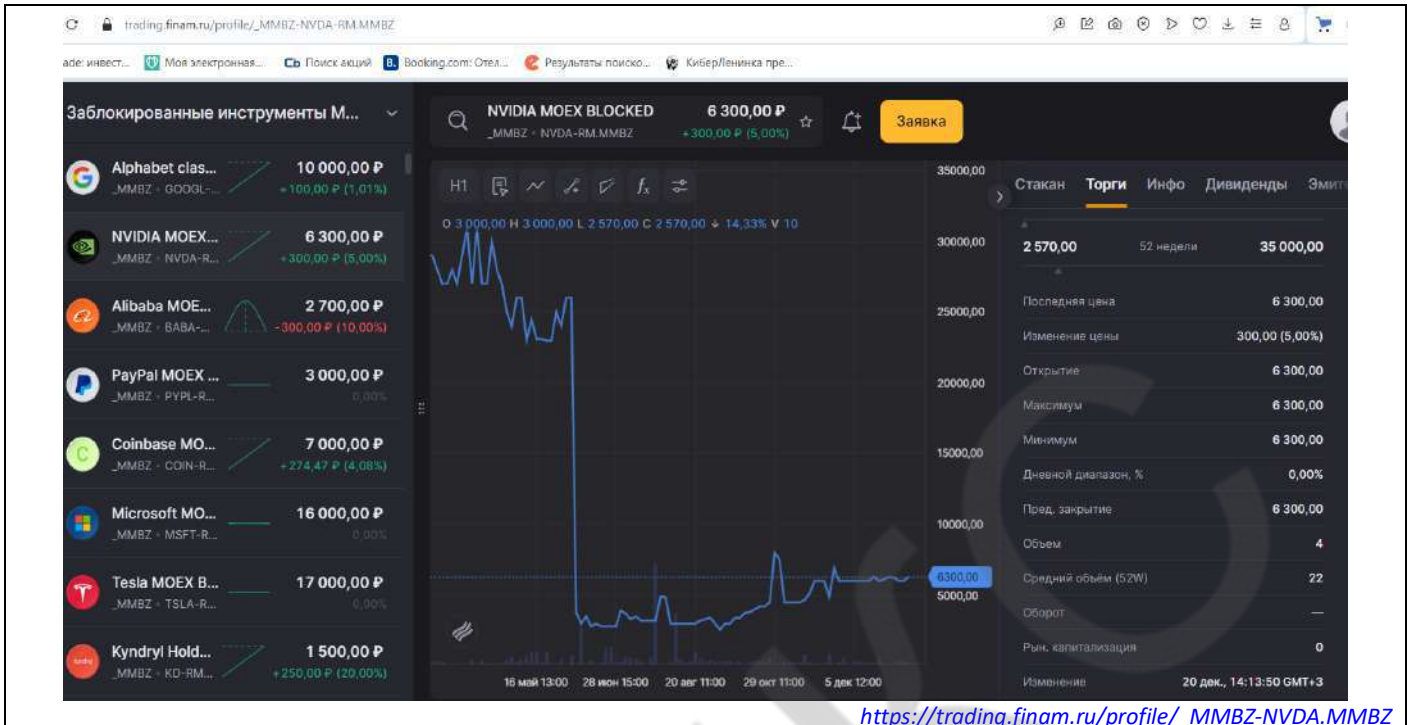 trading.finam.ru/profile/_MMBZ-NVDA-RM.MMBZ
ade: инвест... Моя электронная... Сb Поиск акций B. Booking.com: Отел... Результаты поиско... КиберЛенинка пре...
Заблокированные инструменты М...
Alphabet clas... 10 000,00 ₽
_MMBZ • GOOGL-... +100,00 ₽ (1,01%)
NVIDIA MOEX... 6 300,00 ₽
_MMBZ • NVDA-R... +300,00 ₽ (5,00%)
Alibaba MOE... 2 700,00 ₽
_MMBZ • BABA-... -300,00 ₽ (10,00%)
PayPal MOEX ... 3 000,00 ₽
_MMBZ • PYPL-R... 0,00%
Coinbase MO... 7 000,00 ₽
_MMBZ • COIN-R... +274,47 ₽ (4,08%)
Microsoft MO... 16 000,00 ₽
_MMBZ • MSFT-R... 0,00%
Tesla MOEX B... 17 000,00 ₽
_MMBZ • TSLA-R... 0,00%
Kyndryl Hold... 1 500,00 ₽
_MMBZ • KD-RM... +250,00 ₽ (20,00%)
NVIDIA MOEX BLOCKED 6 300,00 ₽
_MMBZ • NVDA-RM.MMBZ +300,00 ₽ (5,00%)
Заявка
H1 fx
O 3 000,00 H 3 000,00 L 2 570,00 C 2 570,00 ↓ 14,33% V 10
35000,00
30000,00
25000,00
20000,00
15000,00
10000,00
6300,00
5000,00
16 май 13:00 28 июн 15:00 20 авг 11:00 29 окт 11:00 5 дек 12:00
Стакан Торги Инфо Дивиденды Эмит
2 570,00 52 недели 35 000,00
Последняя цена 6 300,00
Изменение цены 300,00 (5,00%)
Открытие 6 300,00
Максимум 6 300,00
Минимум 6 300,00
Дневной диапазон, % 0,00%
Пред. закрытие 6 300,00
Объем 4
Средний объём (52W) 22
Оборот —
Рын. капитализация 0
Изменение 20 дек., 14:13:50 GMT+3
https://trading.finam.ru/profile/_MMBZ-NVDA.MMBZ